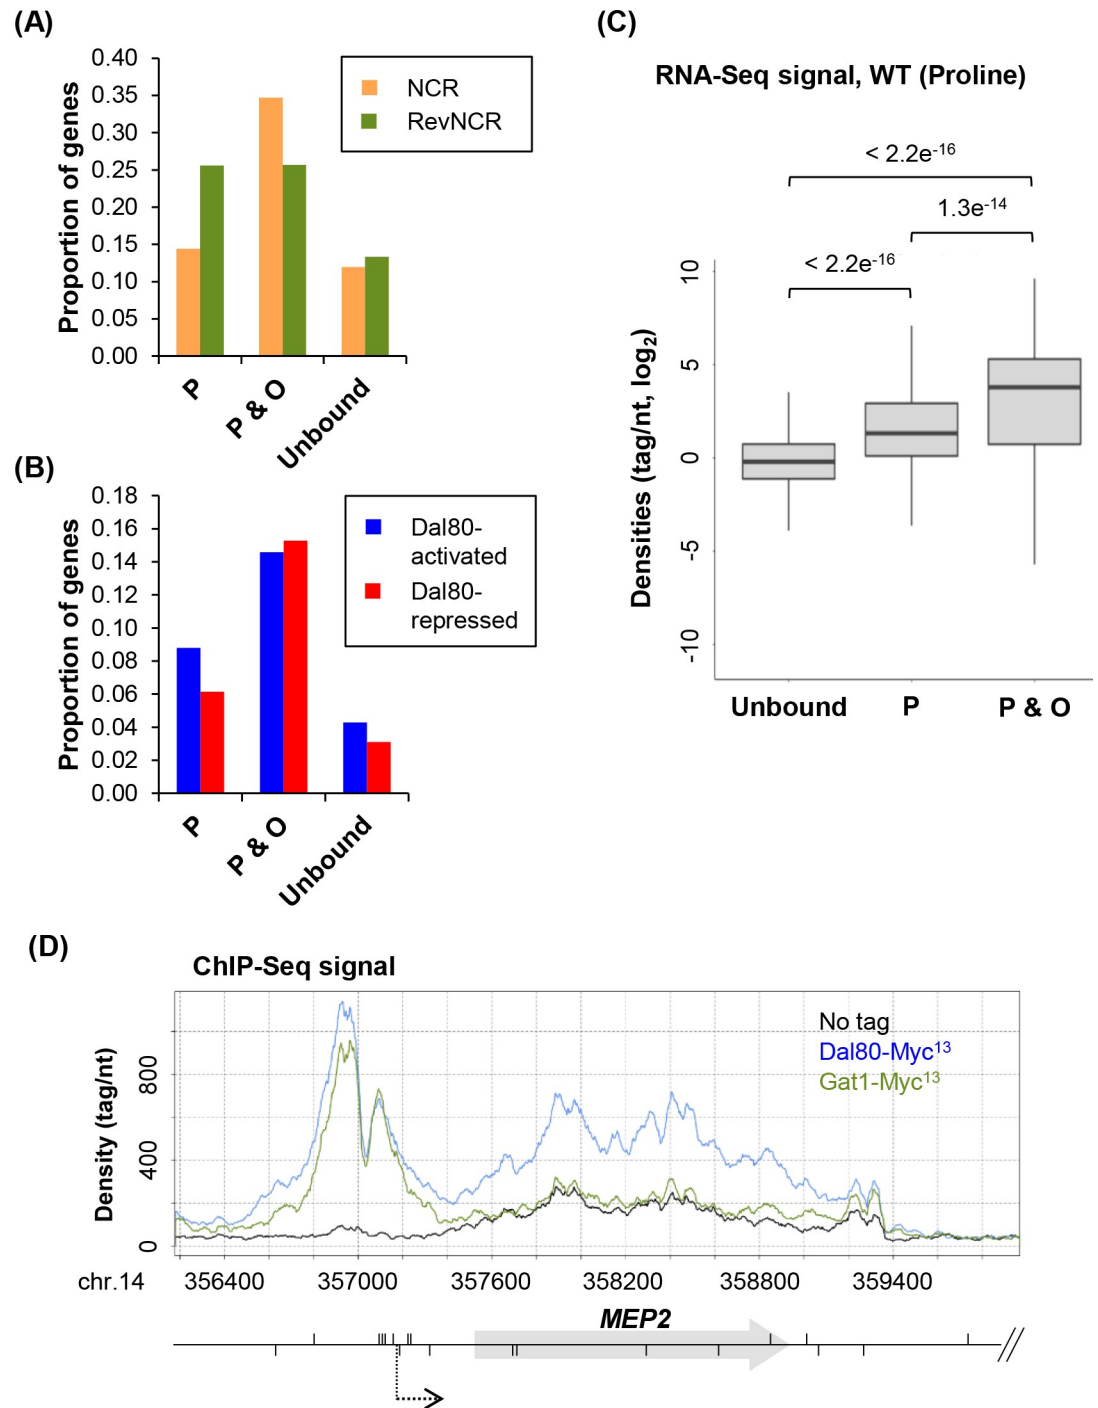 (A)
0.40
0.35
0.30
0.25
0.20
0.15
0.10
0.05
0.00
Proportion of genes
NCR
RevNCR
P
P & O
Unbound
(B)
0.18
0.16
0.14
0.12
0.10
0.08
0.06
0.04
0.02
0.00
Proportion of genes
Dal80-
activated
Dal80-
repressed
P
P & O
Unbound
(C)
RNA-Seq signal, WT (Proline)
< 2.2e-16
1.3e-14
< 2.2e-16
10
5
0
-5
-10
Densities (tag/nt, log2)
Unbound
P
P & O
(D)
ChIP-Seq signal
No tag
Dal80-Myc13
Gat1-Myc13
Density (tag/nt)
800
400
0
chr.14 356400 357000 357600 358200 358800 359400
MEP2